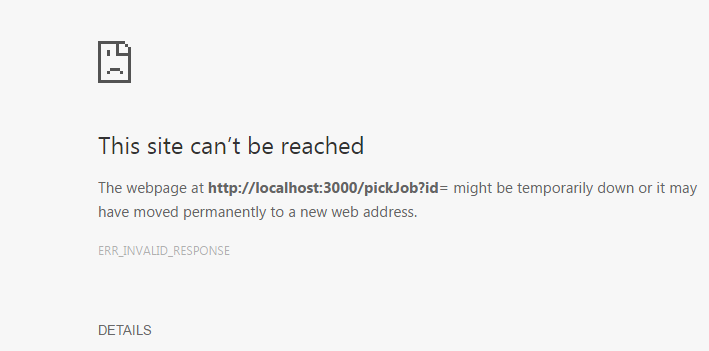 This site can’t be reached
The webpage at http://localhost:3000/pickJob?id= might be temporarily down or it may
have moved permanently to a new web address.
ERR_INVALID_RESPONSE
DETAILS